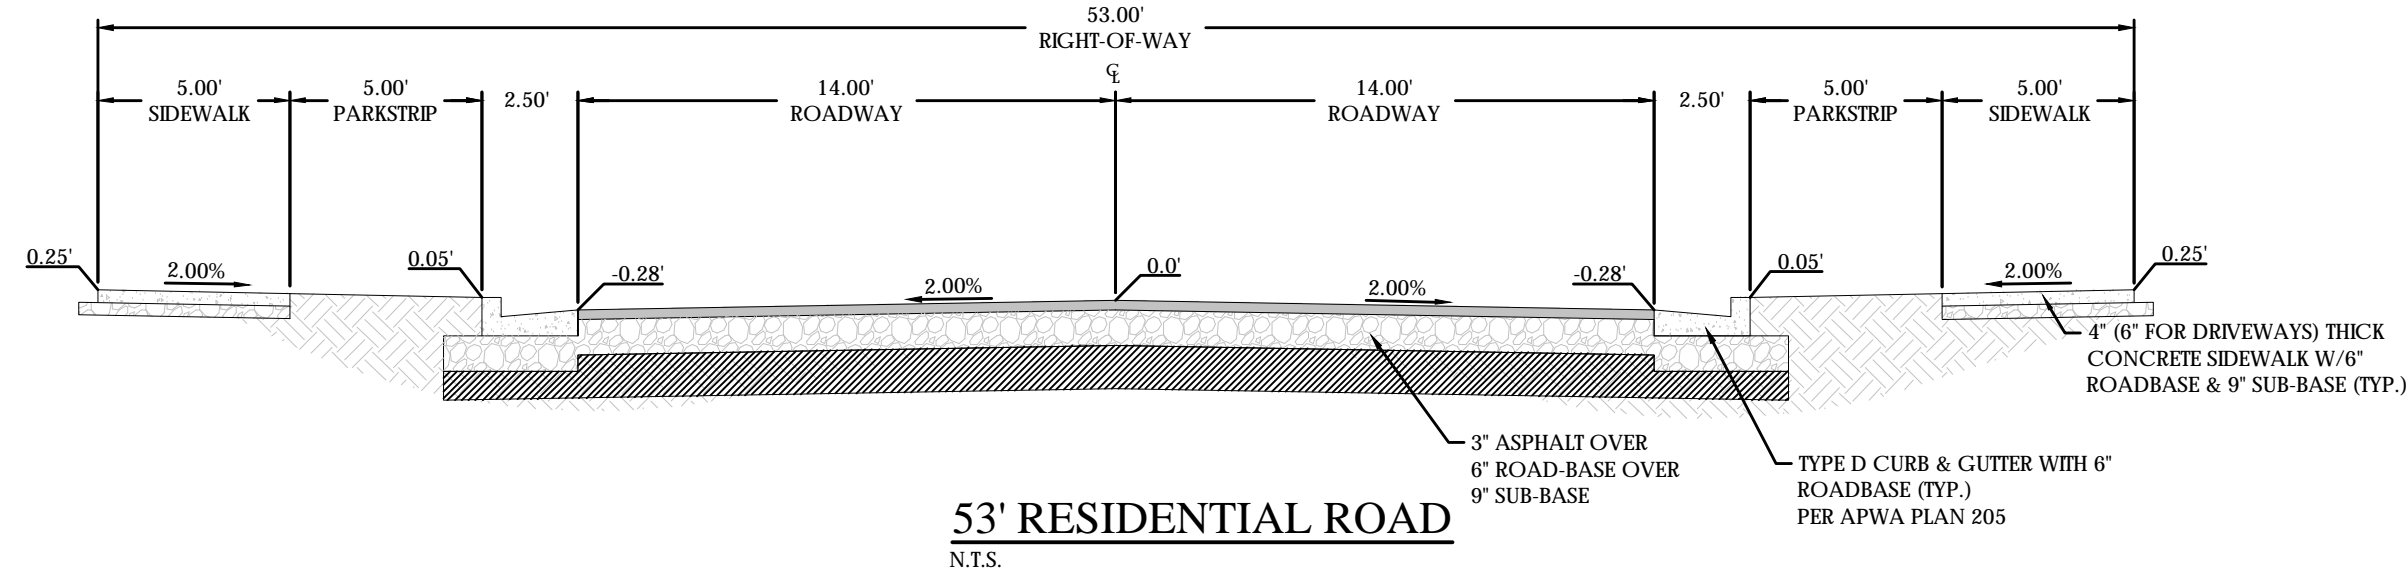 53.00'
RIGHT-OF-WAY
℄
5.00'
SIDEWALK
5.00'
PARKSTRIP
2.50'
14.00'
ROADWAY
14.00'
ROADWAY
2.50'
5.00'
PARKSTRIP
5.00'
SIDEWALK
0.25'
2.00%
0.05'
-0.28'
2.00%
0.0'
2.00%
-0.28'
0.05'
2.00%
0.25'
4" (6" FOR DRIVEWAYS) THICK
CONCRETE SIDEWALK W/6"
ROADBASE & 9" SUB-BASE (TYP.)
3" ASPHALT OVER
6" ROAD-BASE OVER
9" SUB-BASE
TYPE D CURB & GUTTER WITH 6"
ROADBASE (TYP.)
PER APWA PLAN 205
53' RESIDENTIAL ROAD
N.T.S.